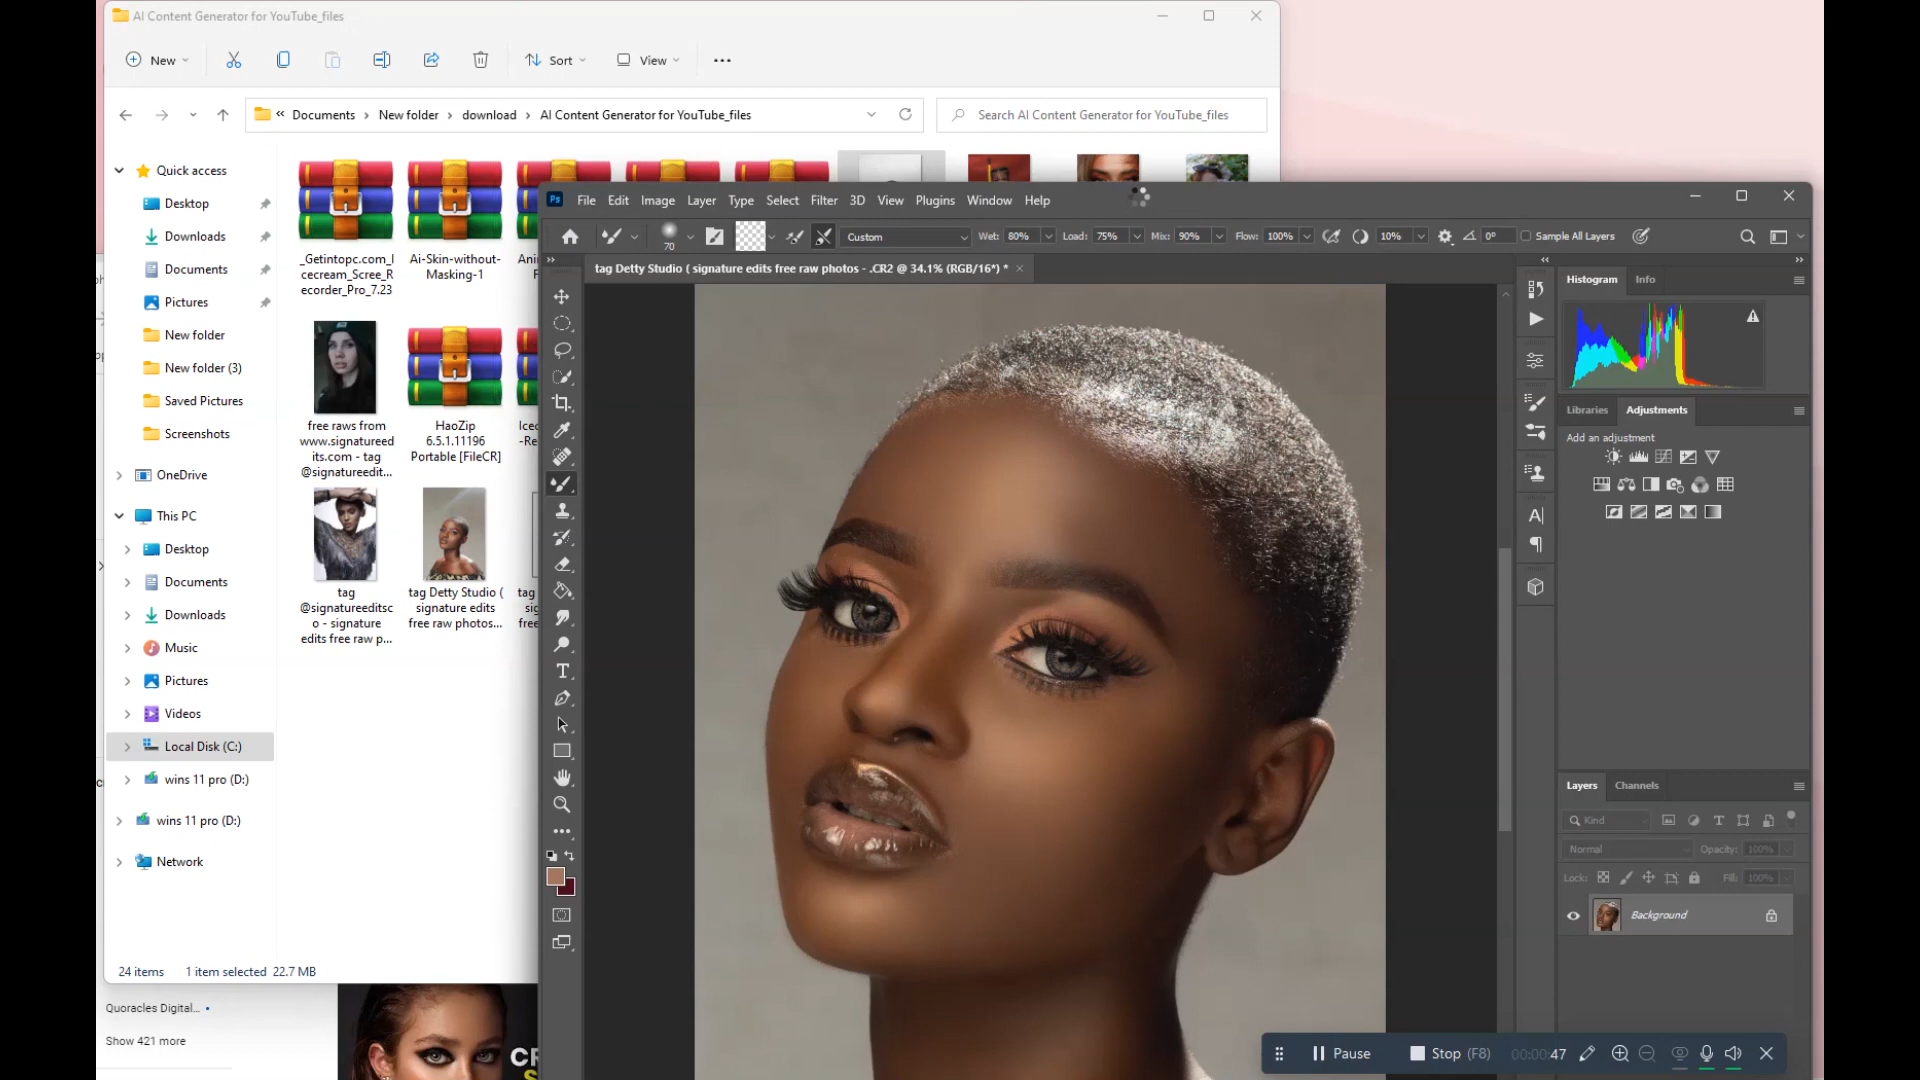 AI Content Generator for YouTube_files
New
Sort
View
Documents
New folder
download
AI Content Generator for YouTube_files
Search AI Content Generator for YouTube_files
Quick access
Desktop
Downloads
Documents
Pictures
New folder
New folder (3)
Saved Pictures
Screenshots
OneDrive
This PC
Desktop
Documents
Downloads
Music
Pictures
Videos
Local Disk (C:)
wins 11 pro (D:)
wins 11 pro (D:)
Network
_Getintopc.com_I
cecream_Scree_R
ecorder_Pro_7.23
Ai-Skin-without-
Masking-1
free raws from
www.signatureed
its.com - tag
@signatureedit...
HaoZip
6.5.1.11196
Portable [FileCR]
tag
@signatureeditsc
o - signature
edits free raw p...
tag Detty Studio (
signature edits
free raw photos...
24 items
1 item selected 22.7 MB
Quoracles Digital...
Show 421 more
Ps
File
Edit
Image
Layer
Type
Select
Filter
3D
View
Plugins
Window
Help
70
Custom
Wet: 80%
Load: 75%
Mix: 90%
Flow: 100%
10%
0°
Sample All Layers
tag Detty Studio ( signature edits free raw photos - .CR2 @ 34.1% (RGB/16*) *
Histogram
Info
Libraries
Adjustments
Add an adjustment
Layers
Channels
Kind
Normal
Opacity: 100%
Lock:
Fill: 100%
Background
Pause
Stop (F8)
00:00:47